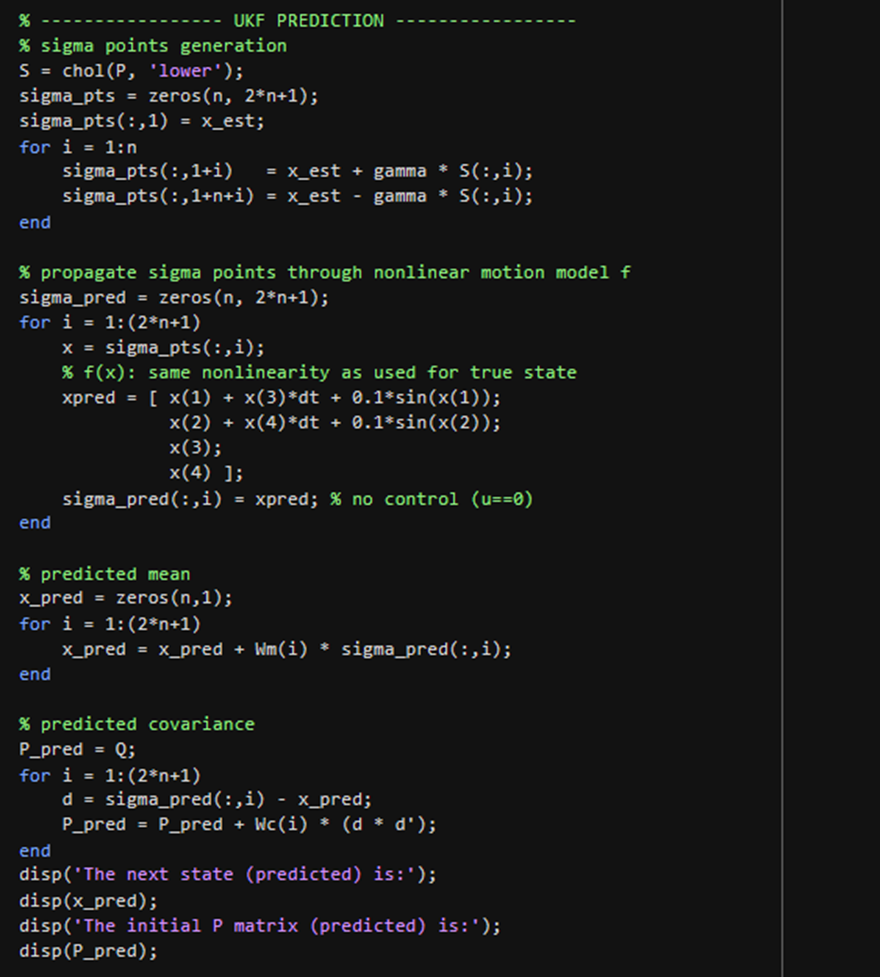 % ----------------- UKF PREDICTION -----------------
% sigma points generation
S = chol(P, 'lower');
sigma_pts = zeros(n, 2*n+1);
sigma_pts(:,1) = x_est;
for i = 1:n
    sigma_pts(:,1+i)   = x_est + gamma * S(:,i);
    sigma_pts(:,1+n+i) = x_est - gamma * S(:,i);
end

% propagate sigma points through nonlinear motion model f
sigma_pred = zeros(n, 2*n+1);
for i = 1:(2*n+1)
    x = sigma_pts(:,i);
    % f(x): same nonlinearity as used for true state
    xpred = [ x(1) + x(3)*dt + 0.1*sin(x(1));
              x(2) + x(4)*dt + 0.1*sin(x(2));
              x(3);
              x(4) ];
    sigma_pred(:,i) = xpred; % no control (u==0)
end

% predicted mean
x_pred = zeros(n,1);
for i = 1:(2*n+1)
    x_pred = x_pred + Wm(i) * sigma_pred(:,i);
end

% predicted covariance
P_pred = Q;
for i = 1:(2*n+1)
    d = sigma_pred(:,i) - x_pred;
    P_pred = P_pred + Wc(i) * (d * d');
end
disp('The next state (predicted) is:');
disp(x_pred);
disp('The initial P matrix (predicted) is:');
disp(P_pred);